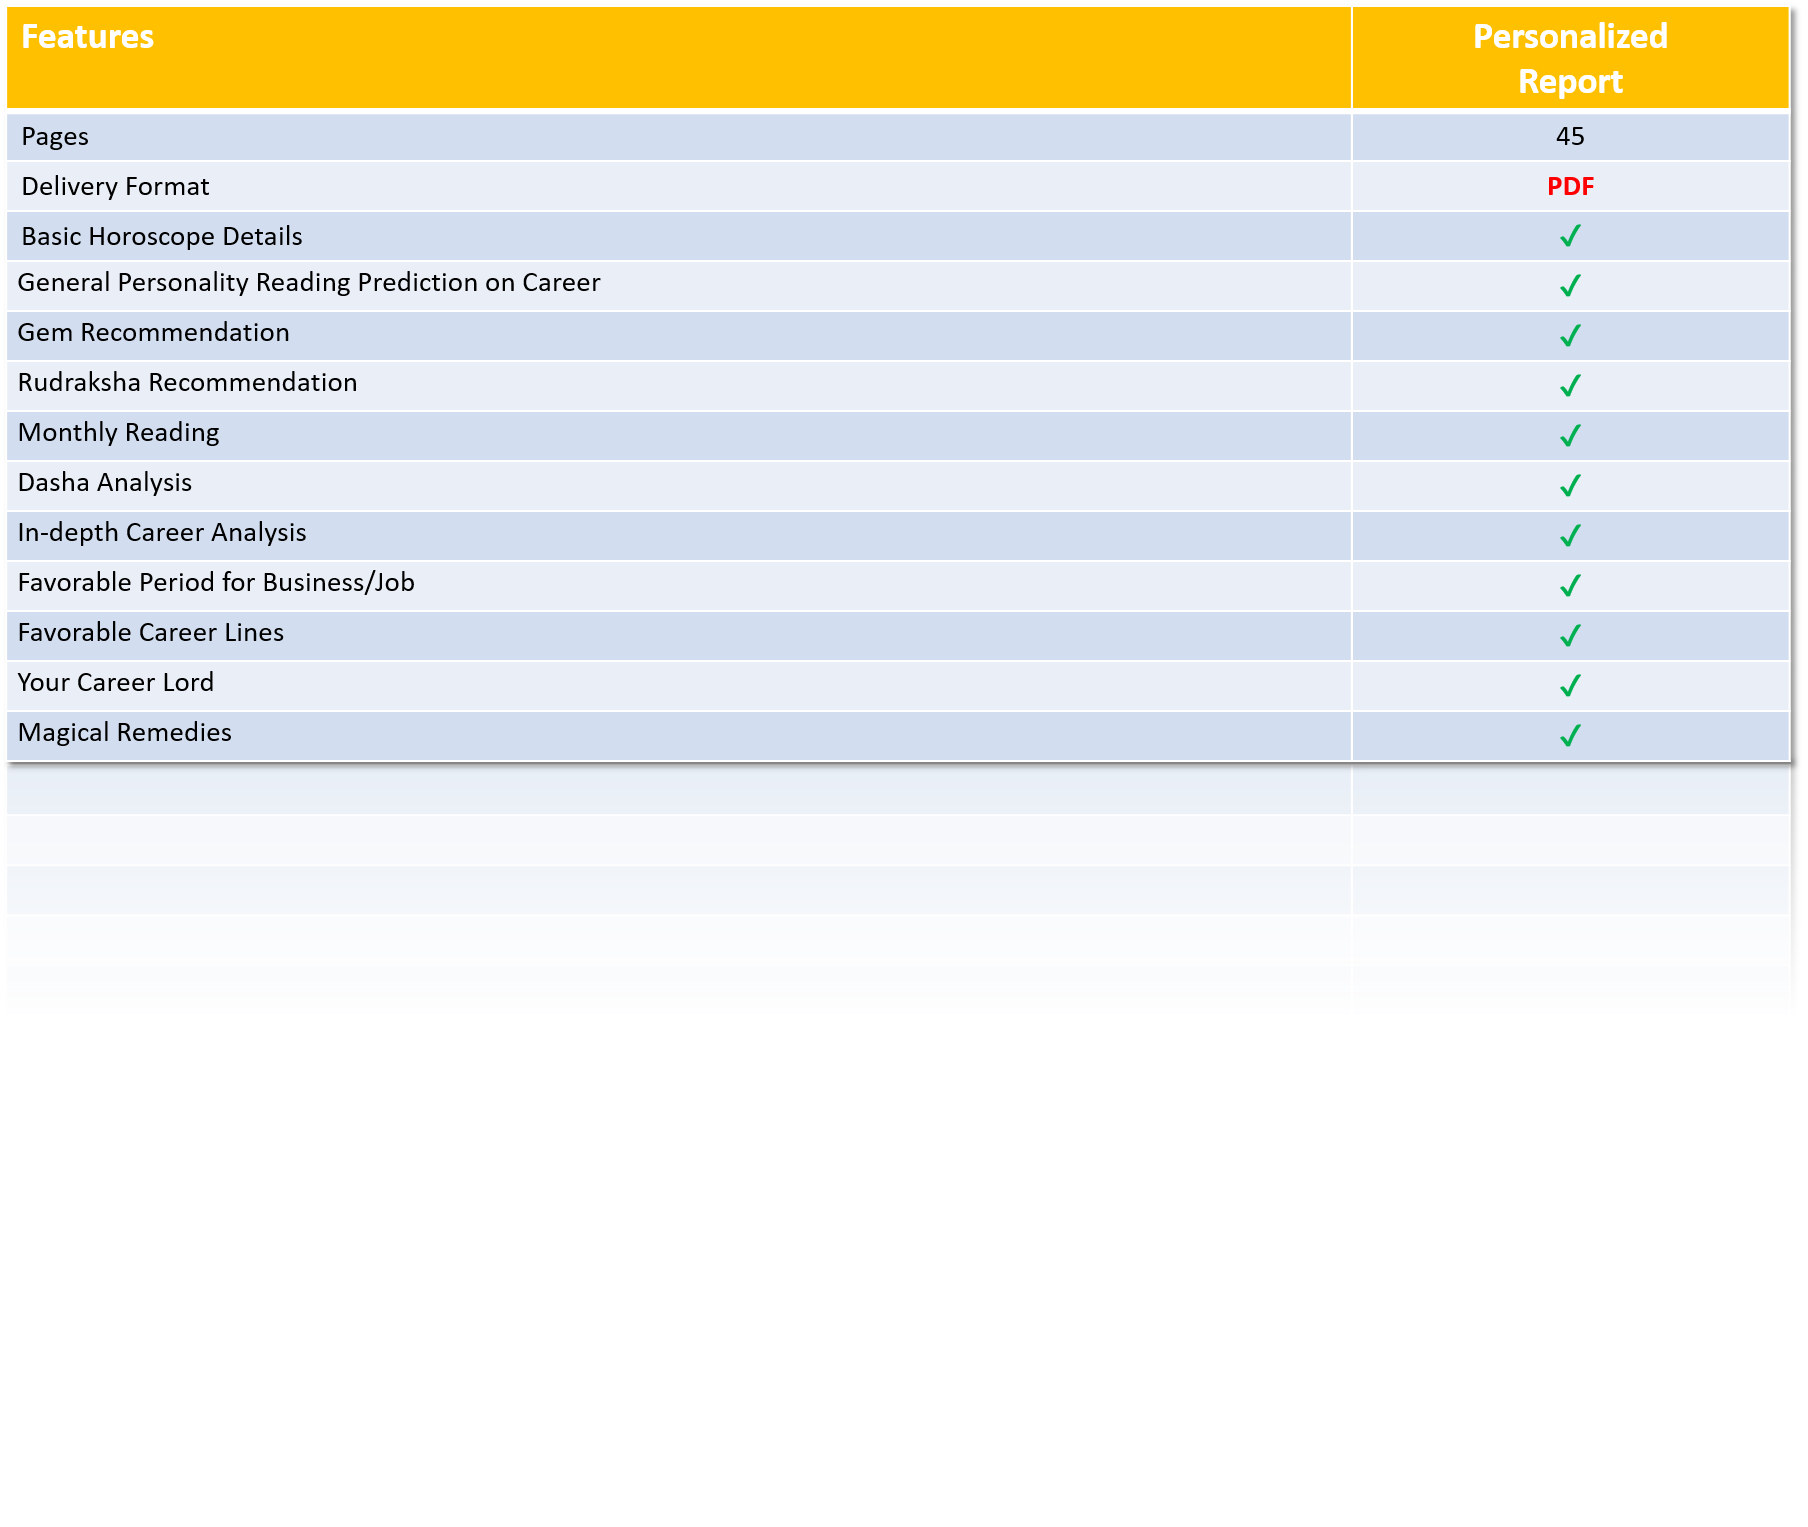 Features
Personalized
Report
Pages 45
Delivery Format PDF
Basic Horoscope Details ✓
General Personality Reading Prediction on Career ✓
Gem Recommendation ✓
Rudraksha Recommendation ✓
Monthly Reading ✓
Dasha Analysis ✓
In-depth Career Analysis ✓
Favorable Period for Business/Job ✓
Favorable Career Lines ✓
Your Career Lord ✓
Magical Remedies ✓